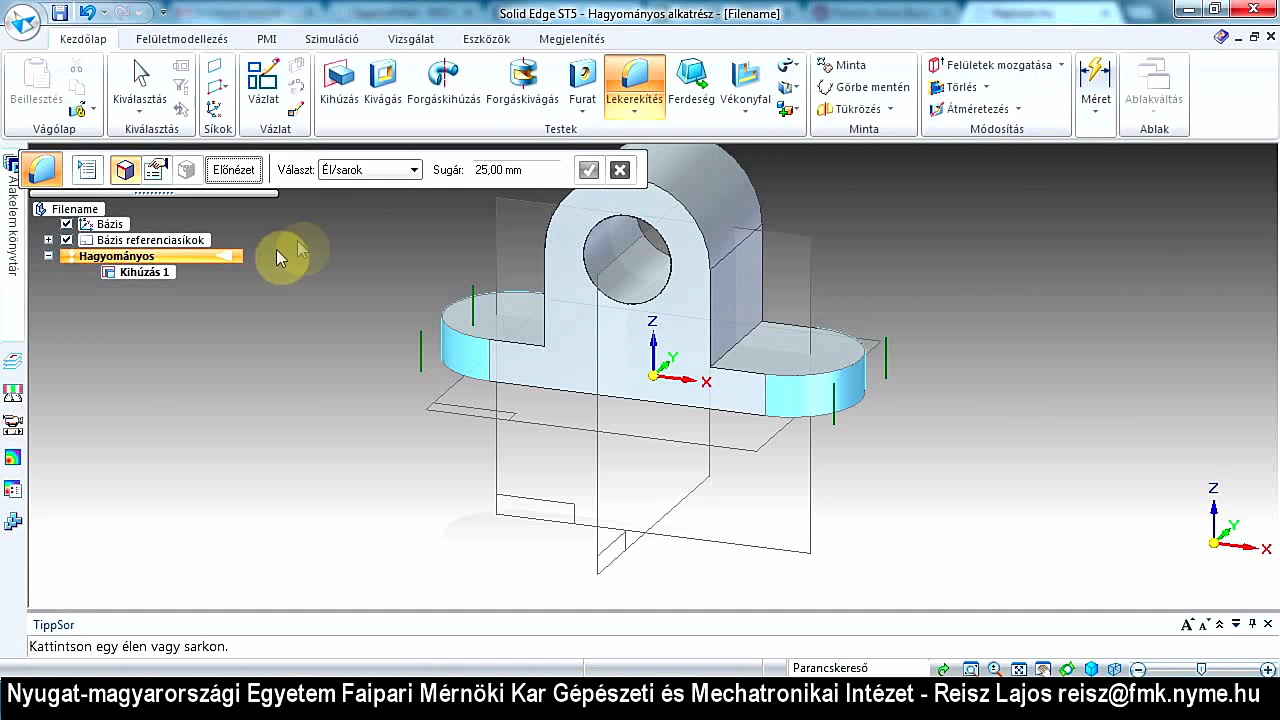 Solid Edge ST5 - Hagyományos alkatrész - [Filename]
Kezdőlap Felületmodellezés PMI Szimuláció Vizsgálat Eszközök Megjelenítés
Beillesztés Kiválasztás Vázlat Kihúzás Kivágás Forgáskihúzás Forgáskivágás Furat Lekerekítés Ferdeség Vékonyfal Minta Felületek mozgatása Méret Ablakváltás
Görbe mentén Törlés
Tükrözés Átméretezés
Vágólap Kiválasztás Síkok Vázlat Testek Minta Módosítás Ablak
Előnézet Választ: Él/sarok Sugár: 25,00 mm
Filename
Bázis
Bázis referenciasíkok
Hagyományos
Kihúzás 1
Z
Y
X
Z
Y
X
TippSor
Kattintson egy élen vagy sarkon.
Parancskereső
Nyugat-magyarországi Egyetem Faipari Mérnöki Kar Gépészeti és Mechatronikai Intézet - Reisz Lajos reisz@fmk.nyme.hu